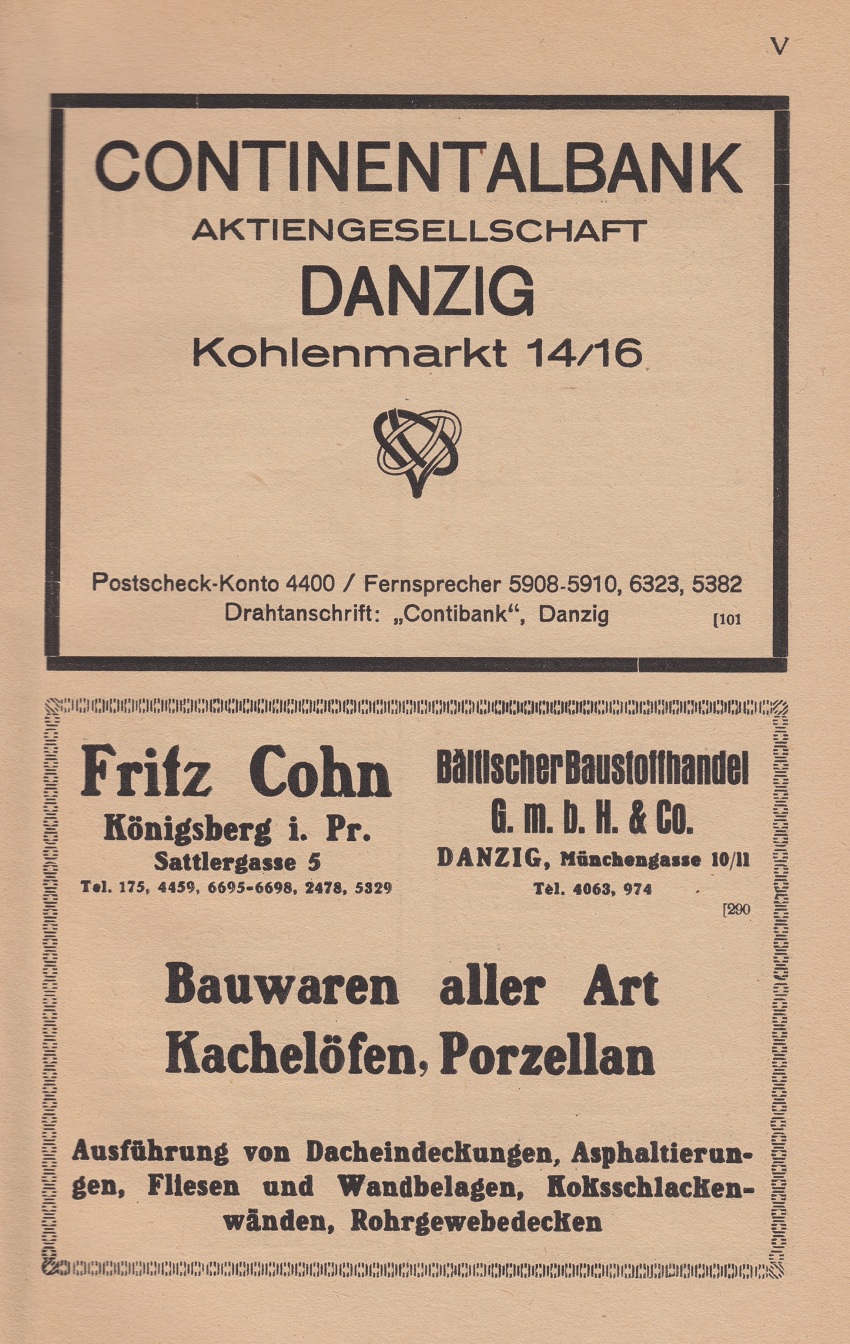 V
CONTINENTALBANK
AKTIENGESELLSCHAFT
DANZIG
Kohlenmarkt 14/16
Postscheck-Konto 4400 / Fernsprecher 5908-5910, 6323, 5382
Drahtanschrift: „Contibank“, Danzig [101
Fritz Cohn
Königsberg i. Pr.
Sattlergasse 5
Tel. 175, 4459, 6695-6698, 2478, 5329
Baltischer Baustoffhandel
G. m. b. H. & Co.
DANZIG, Münchengasse 10/11
Tel. 4063, 974
[290
Bauwaren aller Art
Kachelöfen, Porzellan
Ausführung von Dacheindeckungen, Asphaltierun-
gen, Fliesen und Wandbelagen, Koksschlacken-
wänden, Rohrgewebedecken